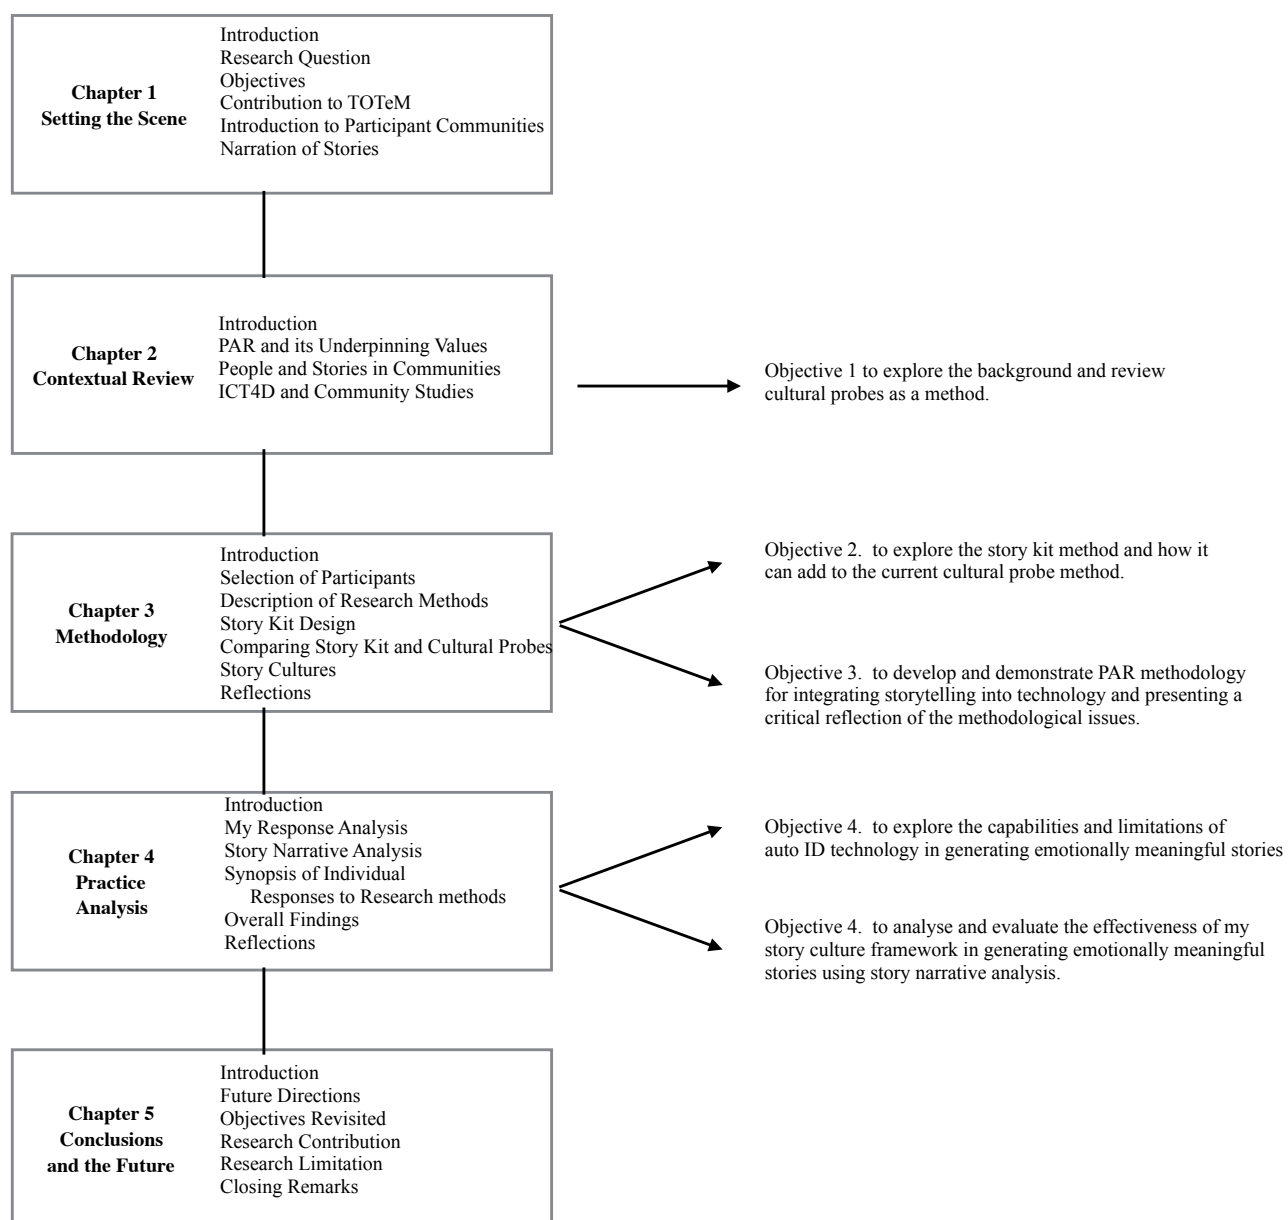 Chapter 1
Setting the Scene
Introduction
Research Question
Objectives
Contribution to TOTeM
Introduction to Participant Communities
Narration of Stories
Chapter 2
Contextual Review
Introduction
PAR and its Underpinning Values
People and Stories in Communities
ICT4D and Community Studies
Objective 1 to explore the background and review
cultural probes as a method.
Chapter 3
Methodology
Introduction
Selection of Participants
Description of Research Methods
Story Kit Design
Comparing Story Kit and Cultural Probes
Story Cultures
Reflections
Objective 2.  to explore the story kit method and how it
can add to the current cultural probe method.
Objective 3.  to develop and demonstrate PAR methodology
for integrating storytelling into technology and presenting a
critical reflection of the methodological issues.
Chapter 4
Practice
Analysis
Introduction
My Response Analysis
Story Narrative Analysis
Synopsis of Individual
Responses to Research methods
Overall Findings
Reflections
Objective 4.  to explore the capabilities and limitations of
auto ID technology in generating emotionally meaningful stories
Objective 4.  to analyse and evaluate the effectiveness of my
story culture framework in generating emotionally meaningful
stories using story narrative analysis.
Chapter 5
Conclusions
and the Future
Introduction
Future Directions
Objectives Revisited
Research Contribution
Research Limitation
Closing Remarks